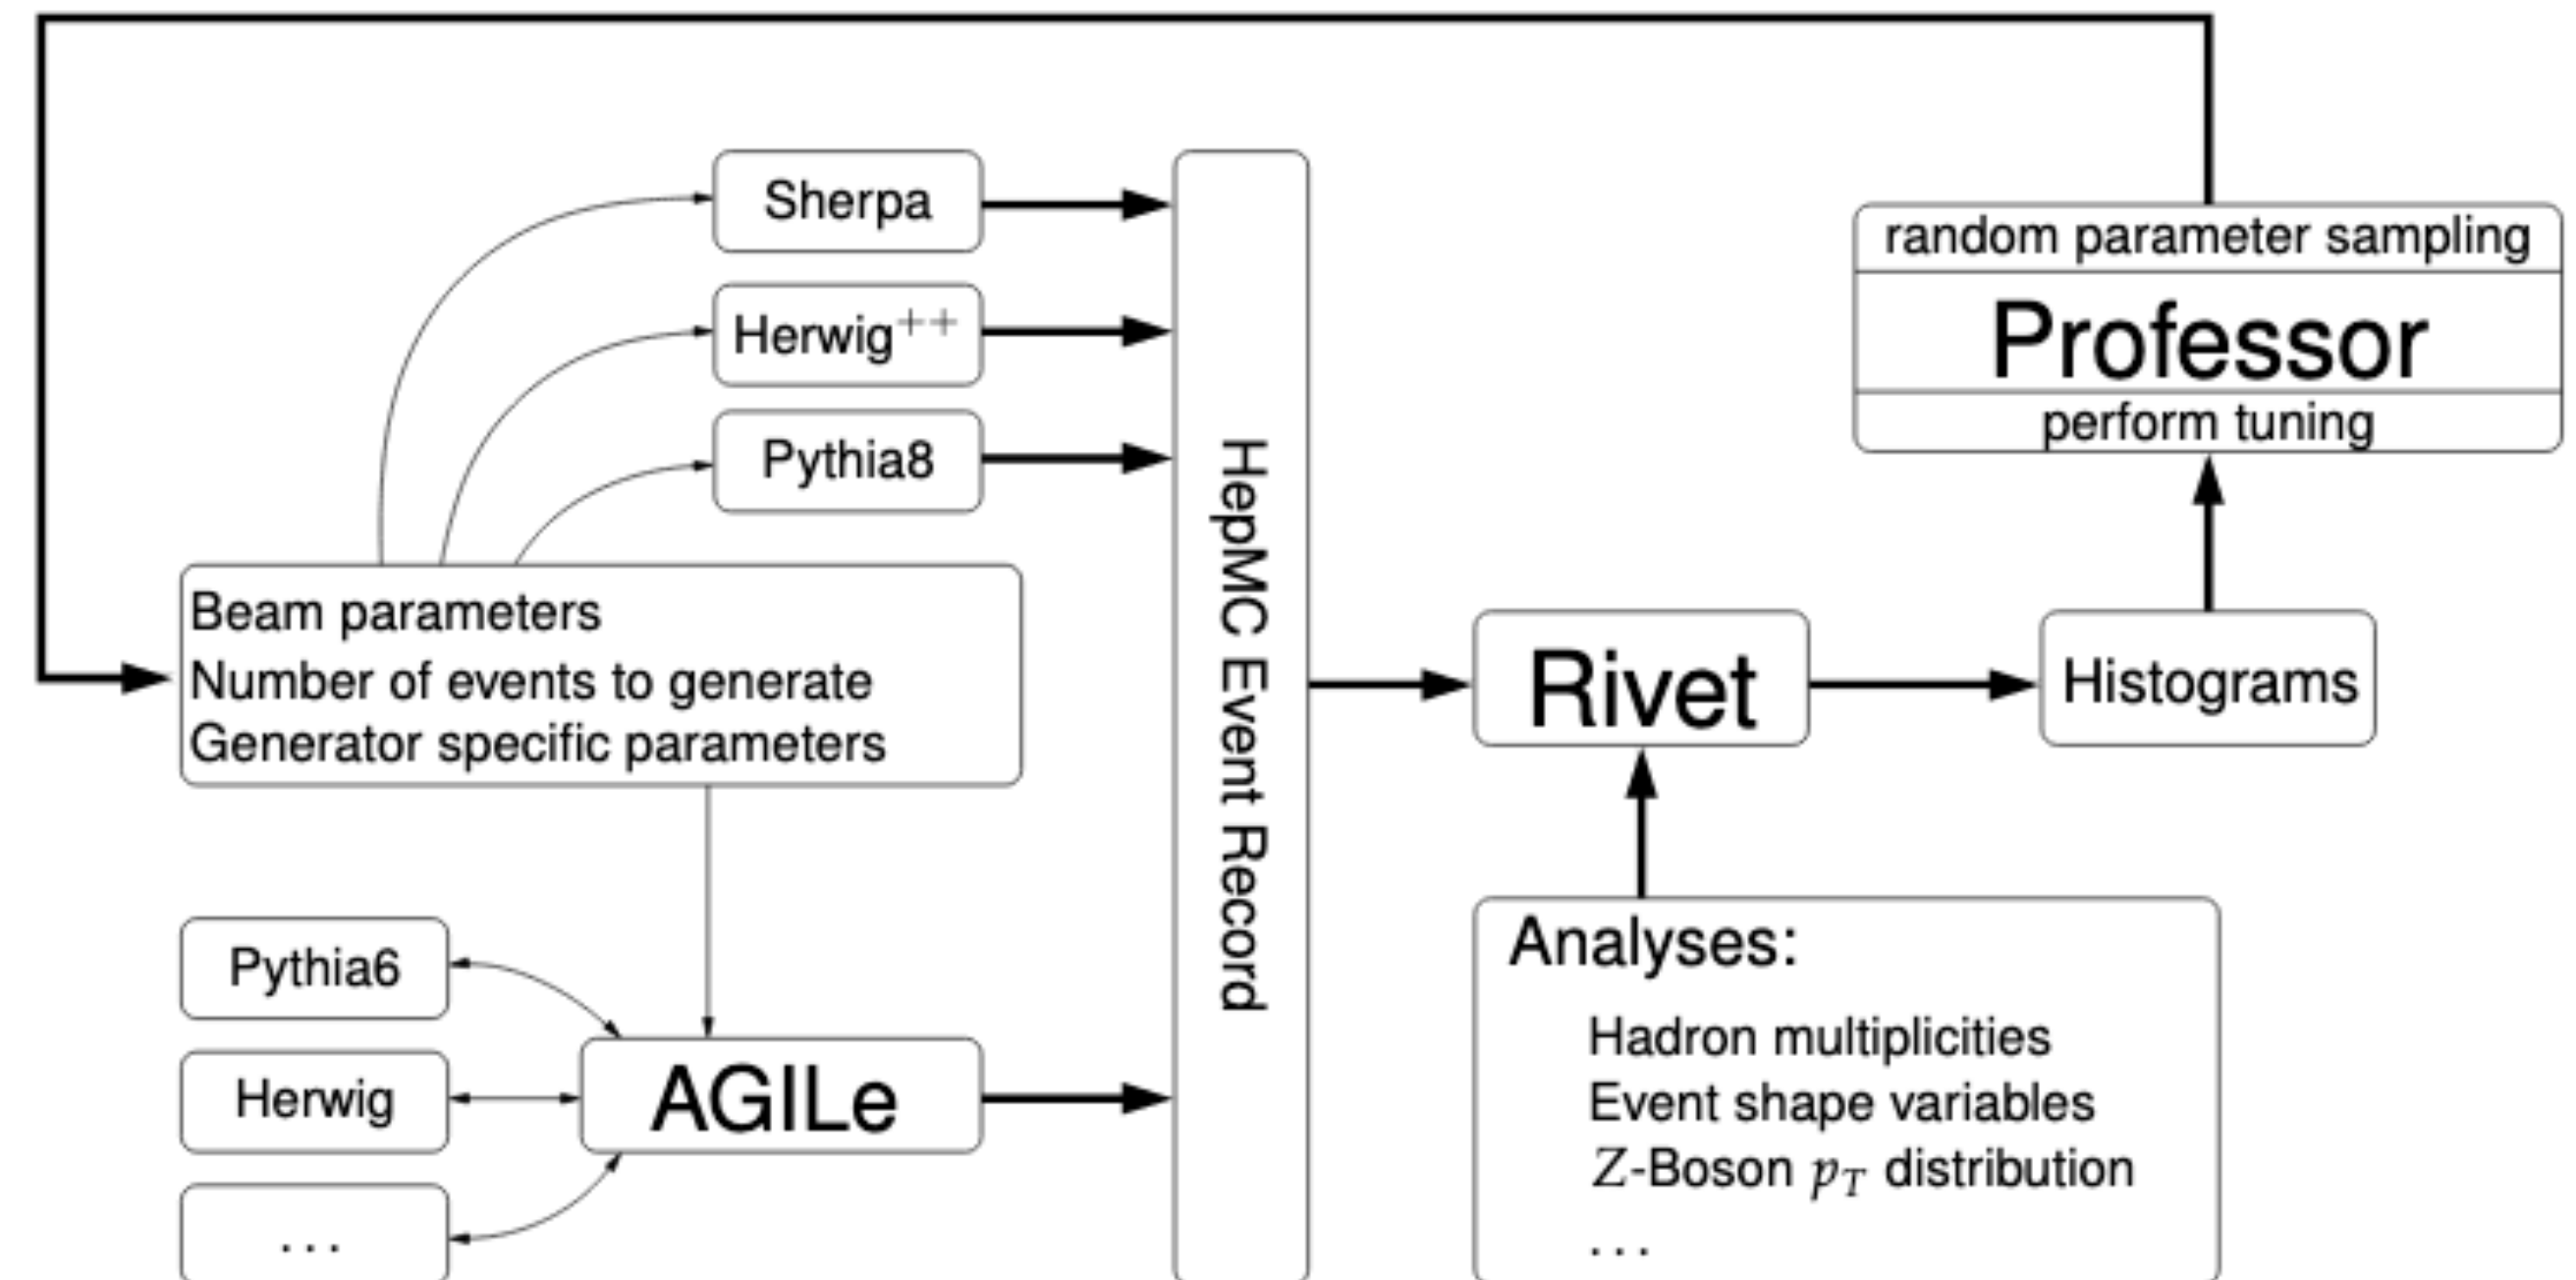 Sherpa
Herwig⁺⁺
Pythia8
Beam parameters
Number of events to generate
Generator specific parameters
Pythia6
Herwig
. . .
AGILe
HepMC Event Record
Rivet
Histograms
random parameter sampling
Professor
perform tuning
Analyses:
Hadron multiplicities
Event shape variables
Z-Boson p_T distribution
. . .